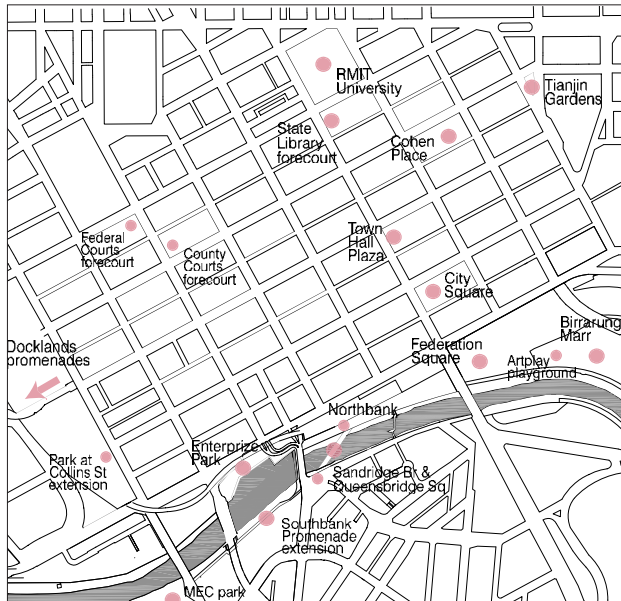 RMIT
University
Tianjin
Gardens
State
Library
forecourt
Cohen
Place
Federal
Courts
forecourt
County
Courts
forecourt
Town
Hall
Plaza
City
Square
Docklands
promenades
Federation
Square
Birrarung
Marr
Artplay
playground
Northbank
Enterprize
Park
Park at
Collins St
extension
Sandridge Br &
Queensbridge Sq
Southbank
Promenade
extension
MEC park